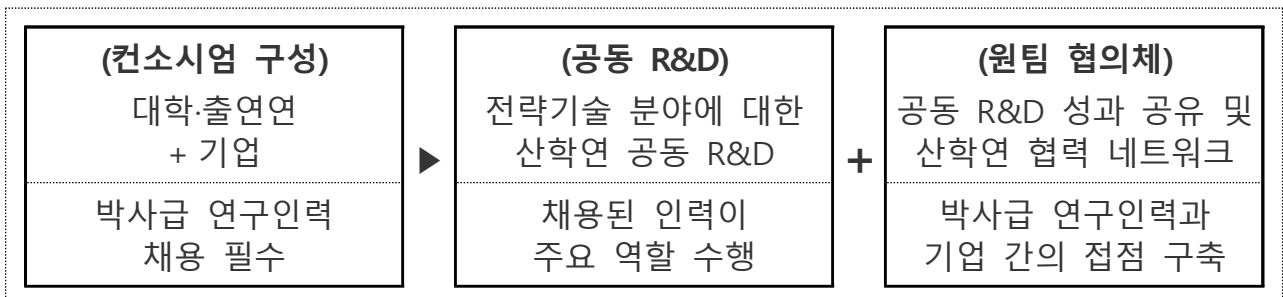 (컨소시엄 구성)
대학·출연연
+ 기업
박사급 연구인력
채용 필수
▶
(공동 R&D)
전략기술 분야에 대한
산학연 공동 R&D
채용된 인력이
주요 역할 수행
+
(원팀 협의체)
공동 R&D 성과 공유 및
산학연 협력 네트워크
박사급 연구인력과
기업 간의 접점 구축